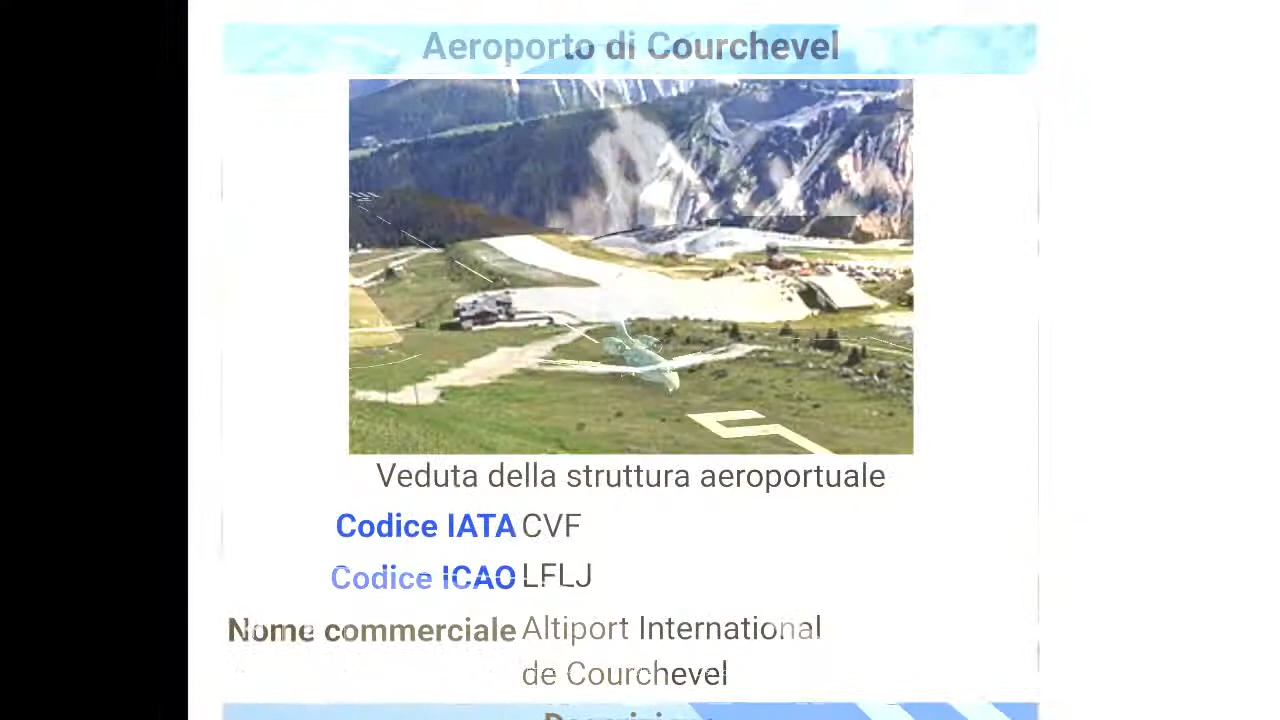 Aeroporto di Courchevel
Veduta della struttura aeroportuale
Codice IATA CVF
Codice ICAO LFLJ
Nome commerciale Altiport International
de Courchevel